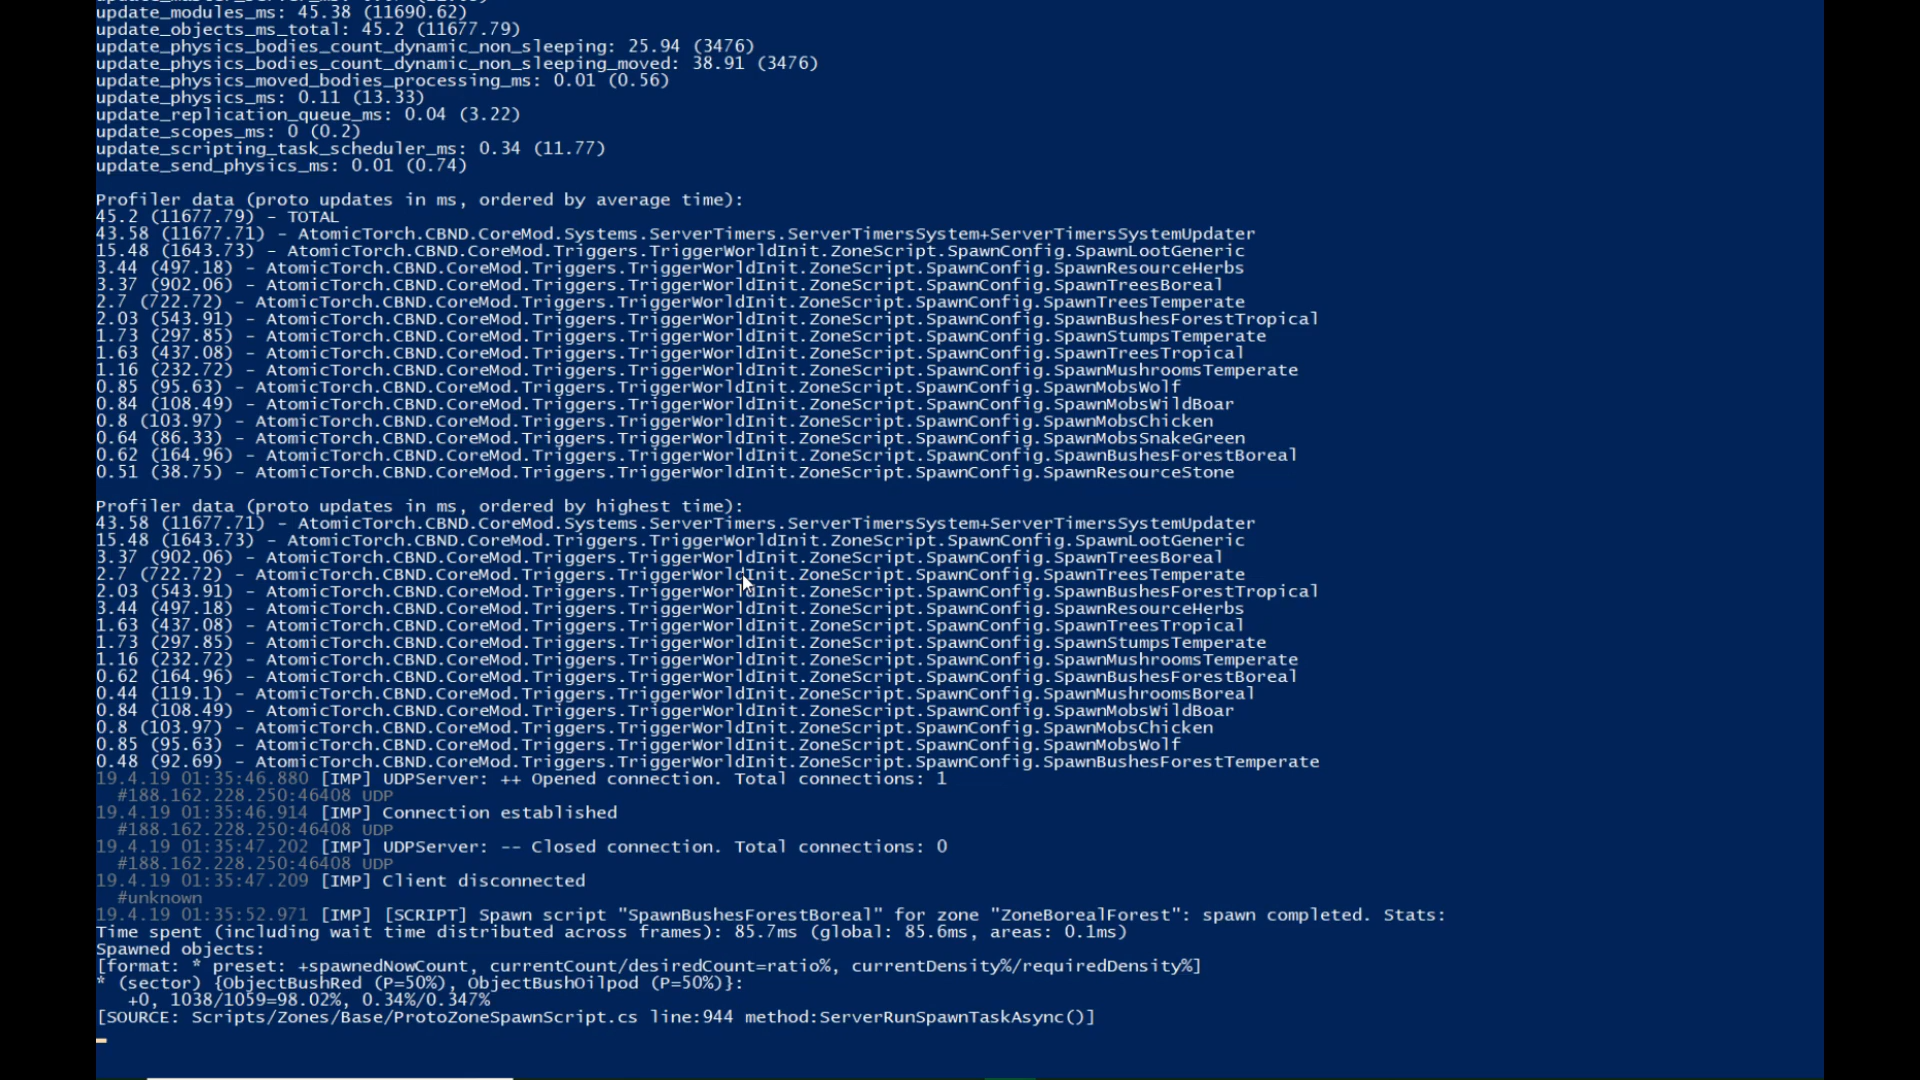 update_modules_ms: 45.38 (11690.62)
update_objects_ms_total: 45.2 (11677.79)
update_physics_bodies_count_dynamic_non_sleeping: 25.94 (3476)
update_physics_bodies_count_dynamic_non_sleeping_moved: 38.91 (3476)
update_physics_moved_bodies_processing_ms: 0.01 (0.56)
update_physics_ms: 0.11 (13.33)
update_replication_queue_ms: 0.04 (3.22)
update_scopes_ms: 0 (0.2)
update_scripting_task_scheduler_ms: 0.34 (11.77)
update_send_physics_ms: 0.01 (0.74)
Profiler data (proto updates in ms, ordered by average time):
45.2 (11677.79) - TOTAL
43.58 (11677.71) - AtomicTorch.CBND.CoreMod.Systems.ServerTimers.ServerTimersSystem+ServerTimersSystemUpdater
15.48 (1643.73) - AtomicTorch.CBND.CoreMod.Triggers.TriggerWorldInit.ZoneScript.SpawnConfig.SpawnLootGeneric
3.44 (497.18) - AtomicTorch.CBND.CoreMod.Triggers.TriggerWorldInit.ZoneScript.SpawnConfig.SpawnResourceHerbs
3.37 (902.06) - AtomicTorch.CBND.CoreMod.Triggers.TriggerWorldInit.ZoneScript.SpawnConfig.SpawnTreesBoreal
2.7 (722.72) - AtomicTorch.CBND.CoreMod.Triggers.TriggerWorldInit.ZoneScript.SpawnConfig.SpawnTreesTemperate
2.03 (543.91) - AtomicTorch.CBND.CoreMod.Triggers.TriggerWorldInit.ZoneScript.SpawnConfig.SpawnBushesForestTropical
1.73 (297.85) - AtomicTorch.CBND.CoreMod.Triggers.TriggerWorldInit.ZoneScript.SpawnConfig.SpawnStumpsTemperate
1.63 (437.08) - AtomicTorch.CBND.CoreMod.Triggers.TriggerWorldInit.ZoneScript.SpawnConfig.SpawnTreesTropical
1.16 (232.72) - AtomicTorch.CBND.CoreMod.Triggers.TriggerWorldInit.ZoneScript.SpawnConfig.SpawnMushroomsTemperate
0.85 (95.63) - AtomicTorch.CBND.CoreMod.Triggers.TriggerWorldInit.ZoneScript.SpawnConfig.SpawnMobsWolf
0.84 (108.49) - AtomicTorch.CBND.CoreMod.Triggers.TriggerWorldInit.ZoneScript.SpawnConfig.SpawnMobsWildBoar
0.8 (103.97) - AtomicTorch.CBND.CoreMod.Triggers.TriggerWorldInit.ZoneScript.SpawnConfig.SpawnMobsChicken
0.64 (86.33) - AtomicTorch.CBND.CoreMod.Triggers.TriggerWorldInit.ZoneScript.SpawnConfig.SpawnMobsSnakeGreen
0.62 (164.96) - AtomicTorch.CBND.CoreMod.Triggers.TriggerWorldInit.ZoneScript.SpawnConfig.SpawnBushesForestBoreal
0.51 (38.75) - AtomicTorch.CBND.CoreMod.Triggers.TriggerWorldInit.ZoneScript.SpawnConfig.SpawnResourceStone
Profiler data (proto updates in ms, ordered by highest time):
43.58 (11677.71) - AtomicTorch.CBND.CoreMod.Systems.ServerTimers.ServerTimersSystem+ServerTimersSystemUpdater
15.48 (1643.73) - AtomicTorch.CBND.CoreMod.Triggers.TriggerWorldInit.ZoneScript.SpawnConfig.SpawnLootGeneric
3.37 (902.06) - AtomicTorch.CBND.CoreMod.Triggers.TriggerWorldInit.ZoneScript.SpawnConfig.SpawnTreesBoreal
2.7 (722.72) - AtomicTorch.CBND.CoreMod.Triggers.TriggerWorldInit.ZoneScript.SpawnConfig.SpawnTreesTemperate
2.03 (543.91) - AtomicTorch.CBND.CoreMod.Triggers.TriggerWorldInit.ZoneScript.SpawnConfig.SpawnBushesForestTropical
3.44 (497.18) - AtomicTorch.CBND.CoreMod.Triggers.TriggerWorldInit.ZoneScript.SpawnConfig.SpawnResourceHerbs
1.63 (437.08) - AtomicTorch.CBND.CoreMod.Triggers.TriggerWorldInit.ZoneScript.SpawnConfig.SpawnTreesTropical
1.73 (297.85) - AtomicTorch.CBND.CoreMod.Triggers.TriggerWorldInit.ZoneScript.SpawnConfig.SpawnStumpsTemperate
1.16 (232.72) - AtomicTorch.CBND.CoreMod.Triggers.TriggerWorldInit.ZoneScript.SpawnConfig.SpawnMushroomsTemperate
0.62 (164.96) - AtomicTorch.CBND.CoreMod.Triggers.TriggerWorldInit.ZoneScript.SpawnConfig.SpawnBushesForestBoreal
0.44 (119.1) - AtomicTorch.CBND.CoreMod.Triggers.TriggerWorldInit.ZoneScript.SpawnConfig.SpawnMushroomsBoreal
0.84 (108.49) - AtomicTorch.CBND.CoreMod.Triggers.TriggerWorldInit.ZoneScript.SpawnConfig.SpawnMobsWildBoar
0.8 (103.97) - AtomicTorch.CBND.CoreMod.Triggers.TriggerWorldInit.ZoneScript.SpawnConfig.SpawnMobsChicken
0.85 (95.63) - AtomicTorch.CBND.CoreMod.Triggers.TriggerWorldInit.ZoneScript.SpawnConfig.SpawnMobsWolf
0.48 (92.69) - AtomicTorch.CBND.CoreMod.Triggers.TriggerWorldInit.ZoneScript.SpawnConfig.SpawnBushesForestTemperate
19.4.19 01:35:46.880 [IMP] UDPServer: ++ Opened connection. Total connections: 1
#188.162.228.250:46408 UDP
19.4.19 01:35:46.914 [IMP] Connection established
#188.162.228.250:46408 UDP
19.4.19 01:35:47.202 [IMP] UDPServer: -- Closed connection. Total connections: 0
#188.162.228.250:46408 UDP
19.4.19 01:35:47.209 [IMP] Client disconnected
#unknown
19.4.19 01:35:52.971 [IMP] [SCRIPT] Spawn script "SpawnBushesForestBoreal" for zone "ZoneBorealForest": spawn completed. Stats:
Time spent (including wait time distributed across frames): 85.7ms (global: 85.6ms, areas: 0.1ms)
Spawned objects:
[format: * preset: +spawnedNowCount, currentCount/desiredCount=ratio%, currentDensity%/requiredDensity%]
* (sector) {ObjectBushRed (P=50%), ObjectBushOilpod (P=50%)}:
+0, 1038/1059=98.02%, 0.34%/0.347%
[SOURCE: Scripts/Zones/Base/ProtoZoneSpawnScript.cs line:944 method:ServerRunSpawnTaskAsync()]